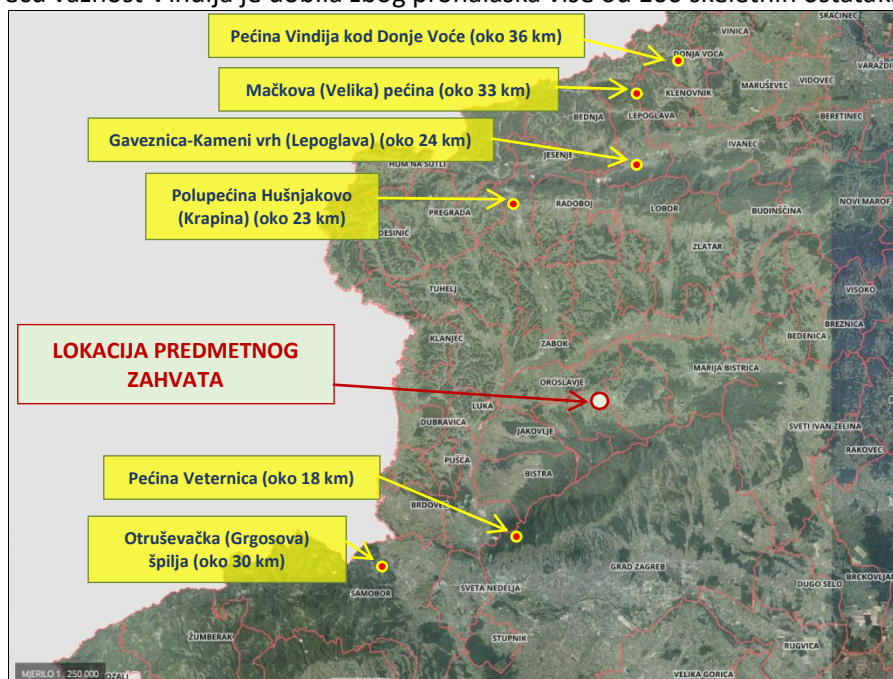 Pećina Vindija kod Donje Voće (oko 36 km)
Mačkova (Velika) pećina (oko 33 km)
Gaveznica-Kameni vrh (Lepoglava) (oko 24 km)
Polupećina Hušnjakovo
(Krapina) (oko 23 km)
LOKACIJA PREDMETNOG
ZAHVATA
Pećina Veternica (oko 18 km)
Otruševačka (Grgosova)
špilja (oko 30 km)
SRAČINEC
VINICA
DONJA VOĆA
VARAŽDI
VIDOVEC
MARUŠEVEC
KLENOVNIK
BEDNJA
LEPOGLAVA
BERETINEC
IVANEC
JESENJE
HUM NA SUTLI
RADOBOJ
LOBOR
BUDINŠĆINA
NOVI MAROF
PREGRADA
DESINIĆ
ZLATAR
TUHELJ
VISOKO
BREZNICA
BEDENICA
KLANJEC
ZABOK
MARIJA BISTRICA
OROSLAVJE
LUKA
DUBRAVICA
JAKOVLJE
SVETI IVAN ZELINA
RAKOVEC
PUŠĆA
BISTRA
BRDOVEC
GRAD ZAGREB
DUGO SELO
BRCKOVLJAN
SAMOBOR
SVETA NEDELJA
ŽUMBERAK
STUPNIK
RUGVICA
VELIKA GORICA
OZALJ
MJERILO 1 : 250,000